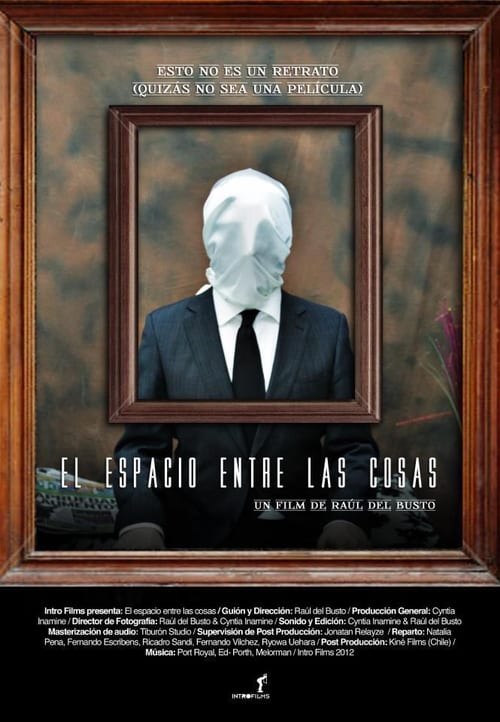 ESTO NO ES UN RETRATO
(QUIZÁS NO SEA UNA PELÍCULA)
EL ESPACIO ENTRE LAS COSAS
UN FILM DE RAÚL DEL BUSTO
Intro Films presenta: El espacio entre las cosas / Guión y Dirección: Raúl del Busto / Producción General: Cyntia
Inamine / Director de Fotografía: Raúl del Busto & Cyntia Inamine / Sonido y Edición: Cyntia Inamine & Raúl del Busto
Masterización de audio: Tiburón Studio / Supervisión de Post Producción: Jonatan Relayze / Reparto: Natalia
Pena, Fernando Escribens, Ricadro Sandi, Fernando Vilchez, Ryowa Uehara / Post Producción: Kiné Films (Chile) /
Música: Port Royal, Ed- Porth, Melorman / Intro Films 2012
INTROFILMS